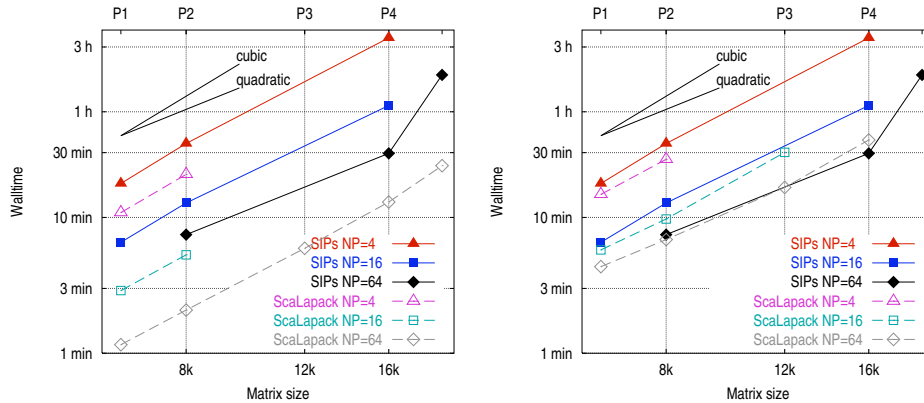 P1 P2 P3 P4
3 h
1 h
30 min
10 min
3 min
1 min
Walltime
cubic
quadratic
SIPs NP=4
SIPs NP=16
SIPs NP=64
ScaLapack NP=4
ScaLapack NP=16
ScaLapack NP=64
8k 12k 16k
Matrix size
P1 P2 P3 P4
3 h
1 h
30 min
10 min
3 min
1 min
Walltime
cubic
quadratic
SIPs NP=4
SIPs NP=16
SIPs NP=64
ScaLapack NP=4
ScaLapack NP=16
ScaLapack NP=64
8k 12k 16k
Matrix size